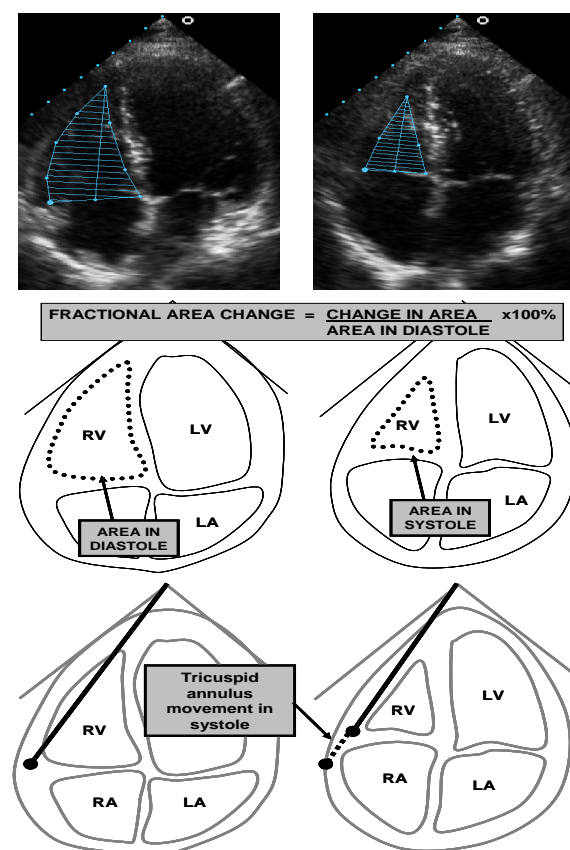 FRACTIONAL AREA CHANGE = CHANGE IN AREA x100%
AREA IN DIASTOLE
RV
LV
LA
AREA IN
DIASTOLE
RV
LV
LA
AREA IN
SYSTOLE
Tricuspid
annulus
movement in
systole
RV
RA
LA
RV
LV
RA
LA